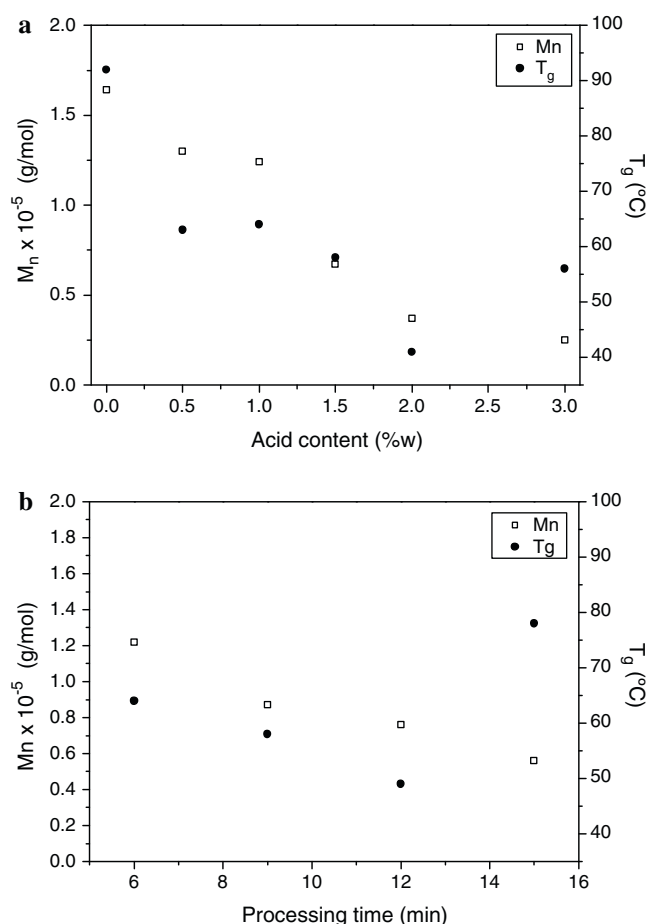 a
2.0
1.5
1.0
0.5
0.0
Mn x 10-5 (g/mol)
Mn
Tg
100
90
80
70
60
50
40
Tg (ºC)
0.0 0.5 1.0 1.5 2.0 2.5 3.0
Acid content (%w)
b
2.0
1.8
1.6
1.4
1.2
1.0
0.8
0.6
0.4
0.2
0.0
Mn x 10-5 (g/mol)
Mn
Tg
100
90
80
70
60
50
40
Tg (ºC)
6 8 10 12 14 16
Processing time (min)